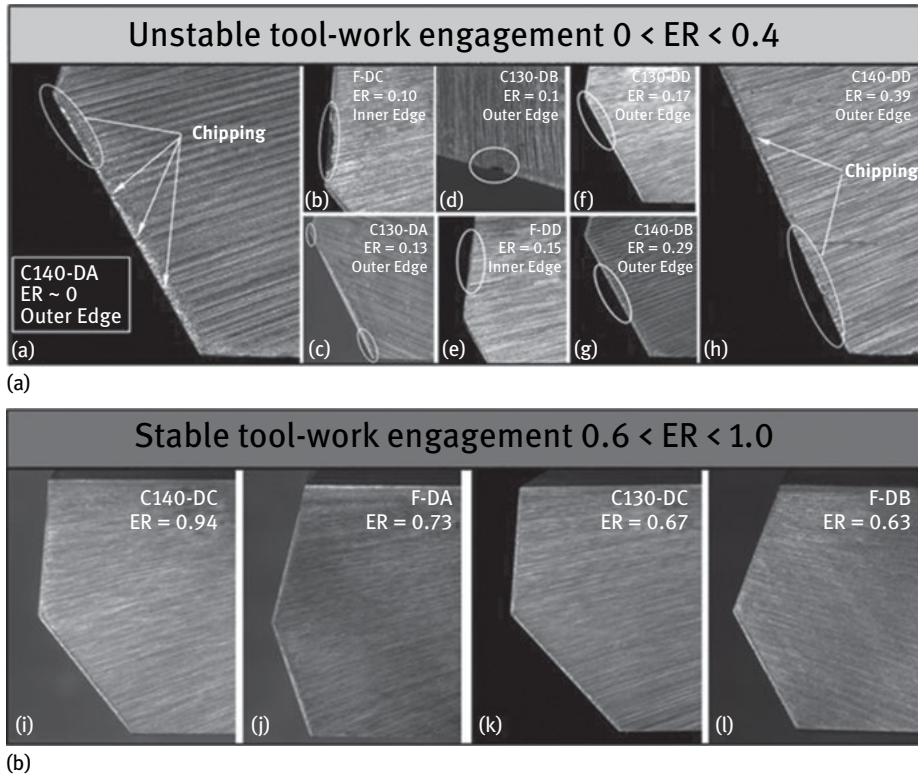 Unstable tool-work engagement 0 < ER < 0.4
Chipping
C140-DA
ER ~ 0
Outer Edge
(a)
F-DC
ER = 0.10
Inner Edge
(b)
C130-DA
ER = 0.13
Outer Edge
(c)
C130-DB
ER = 0.1
Outer Edge
(d)
F-DD
ER = 0.15
Inner Edge
(e)
C130-DD
ER = 0.17
Outer Edge
(f)
C140-DB
ER = 0.29
Outer Edge
(g)
C140-DD
ER = 0.39
Outer Edge
Chipping
(h)
(a)
Stable tool-work engagement 0.6 < ER < 1.0
C140-DC
ER = 0.94
(i)
F-DA
ER = 0.73
(j)
C130-DC
ER = 0.67
(k)
F-DB
ER = 0.63
(l)
(b)